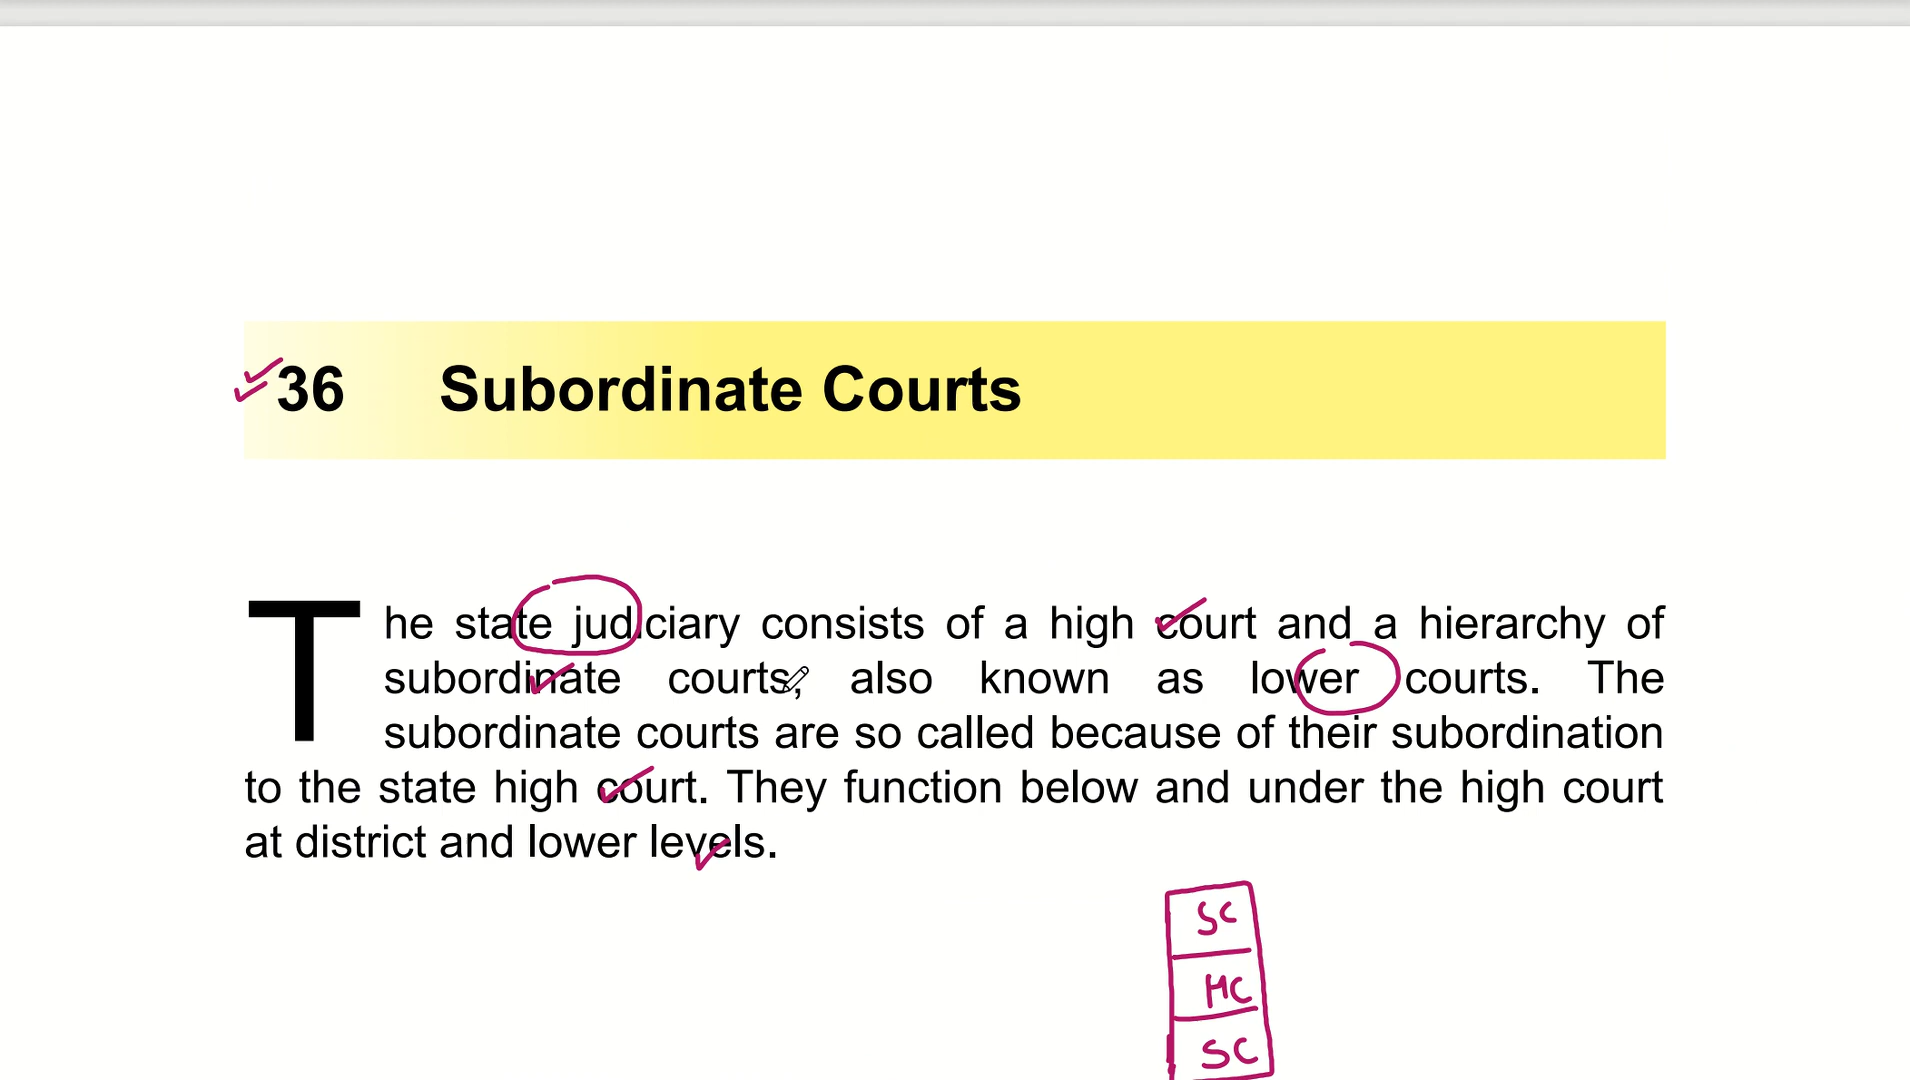 36 Subordinate Courts
The state judiciary consists of a high court and a hierarchy of
subordinate courts, also known as lower courts. The
subordinate courts are so called because of their subordination
to the state high court. They function below and under the high court
at district and lower levels.
SC
HC
SC